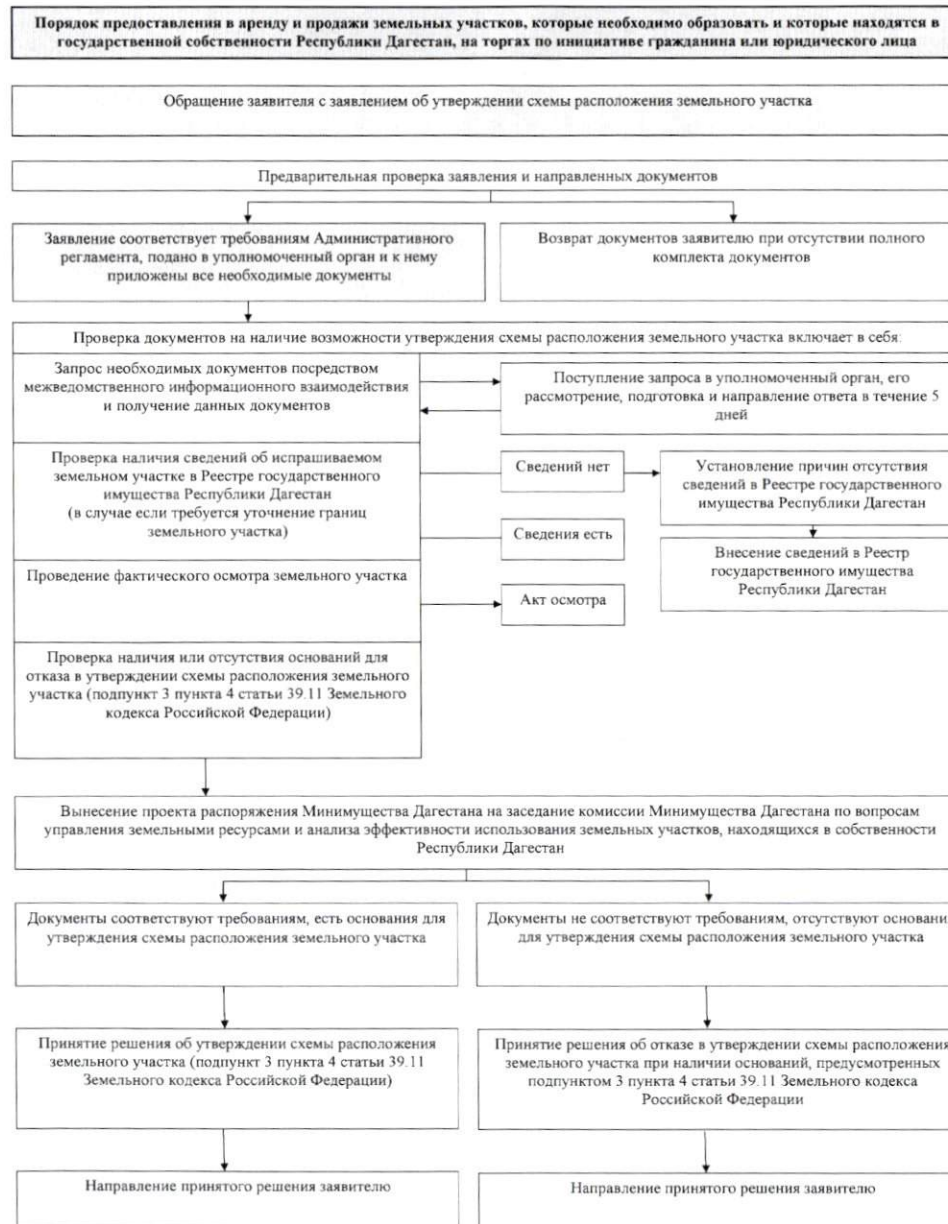 Порядок предоставления в аренду и продажи земельных участков, которые необходимо образовать и которые находятся в
государственной собственности Республики Дагестан, на торгах по инициативе гражданина или юридического лица
Обращение заявителя с заявлением об утверждении схемы расположения земельного участка
Предварительная проверка заявления и направленных документов
Заявление соответствует требованиям Административного
регламента, подано в уполномоченный орган и к нему
приложены все необходимые документы
Возврат документов заявителю при отсутствии полного
комплекта документов
Проверка документов на наличие возможности утверждения схемы расположения земельного участка включает в себя:
Запрос необходимых документов посредством
межведомственного информационного взаимодействия
и получение данных документов
Поступление запроса в уполномоченный орган, его
рассмотрение, подготовка и направление ответа в течение 5
дней
Проверка наличия сведений об испрашиваемом
земельном участке в Реестре государственного
имущества Республики Дагестан
(в случае если требуется уточнение границ
земельного участка)
Сведений нет
Установление причин отсутствия
сведений в Реестре государственного
имущества Республики Дагестан
Сведения есть
Внесение сведений в Реестр
государственного имущества
Республики Дагестан
Проведение фактического осмотра земельного участка
Акт осмотра
Проверка наличия или отсутствия оснований для
отказа в утверждении схемы расположения земельного
участка (подпункт 3 пункта 4 статьи 39.11 Земельного
кодекса Российской Федерации)
Вынесение проекта распоряжения Минимущества Дагестана на заседание комиссии Минимущества Дагестана по вопросам
управления земельными ресурсами и анализа эффективности использования земельных участков, находящихся в собственности
Республики Дагестан
Документы соответствуют требованиям, есть основания для
утверждения схемы расположения земельного участка
Документы не соответствуют требованиям, отсутствуют основани
для утверждения схемы расположения земельного участка
Принятие решения об утверждении схемы расположения
земельного участка (подпункт 3 пункта 4 статьи 39.11
Земельного кодекса Российской Федерации)
Принятие решения об отказе в утверждении схемы расположения
земельного участка при наличии оснований, предусмотренных
подпунктом 3 пункта 4 статьи 39.11 Земельного кодекса
Российской Федерации
Направление принятого решения заявителю
Направление принятого решения заявителю